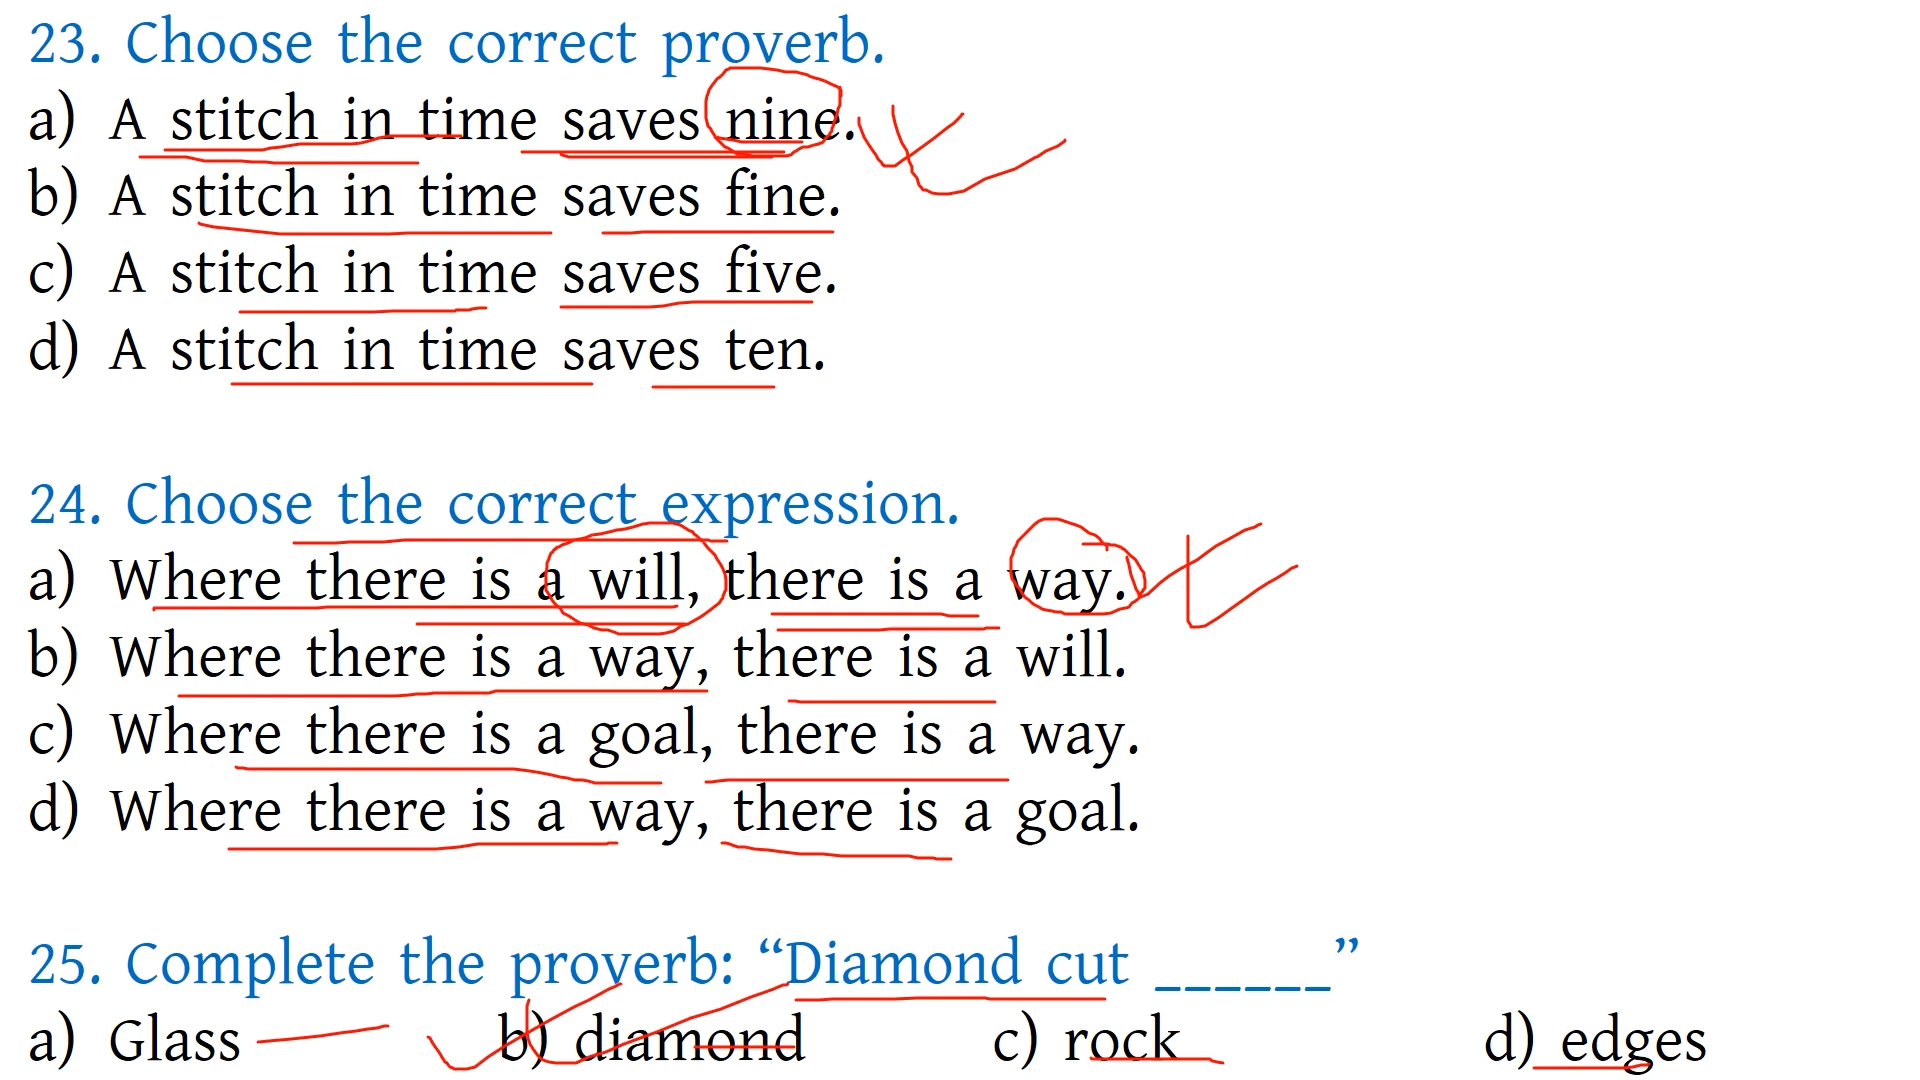 23. Choose the correct proverb.
a) A stitch in time saves nine.
b) A stitch in time saves fine.
c) A stitch in time saves five.
d) A stitch in time saves ten.
24. Choose the correct expression.
a) Where there is a will, there is a way.
b) Where there is a way, there is a will.
c) Where there is a goal, there is a way.
d) Where there is a way, there is a goal.
25. Complete the proverb: “Diamond cut ______”
a) Glass b) diamond c) rock d) edges